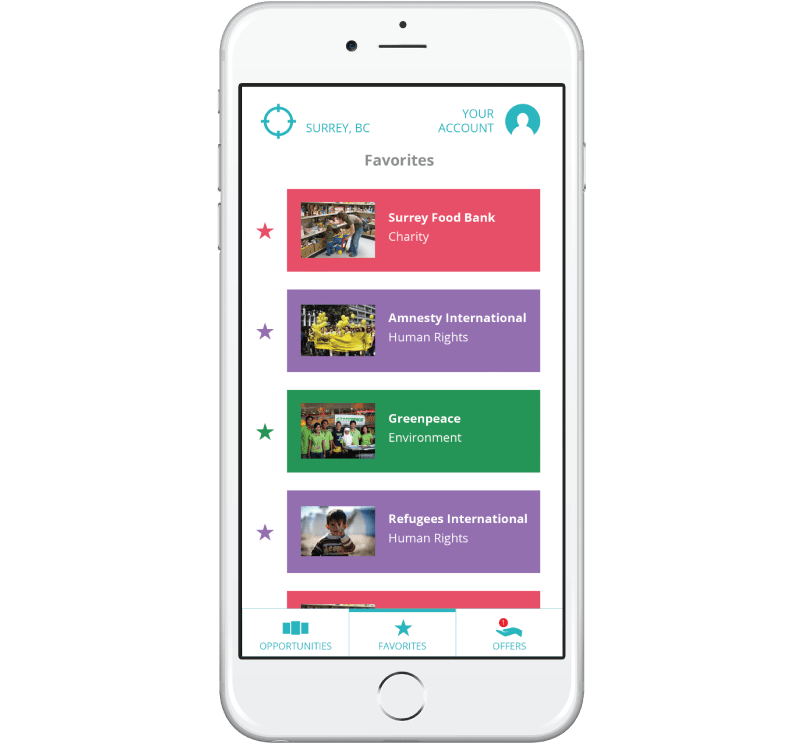 YOUR
SURREY, BC
ACCOUNT
Favorites
Surrey Food Bank
Charity
Amnesty International
Human Rights
Greenpeace
Environment
Refugees International
Human Rights
1
OPPORTUNITIES
FAVORITES
OFFERS